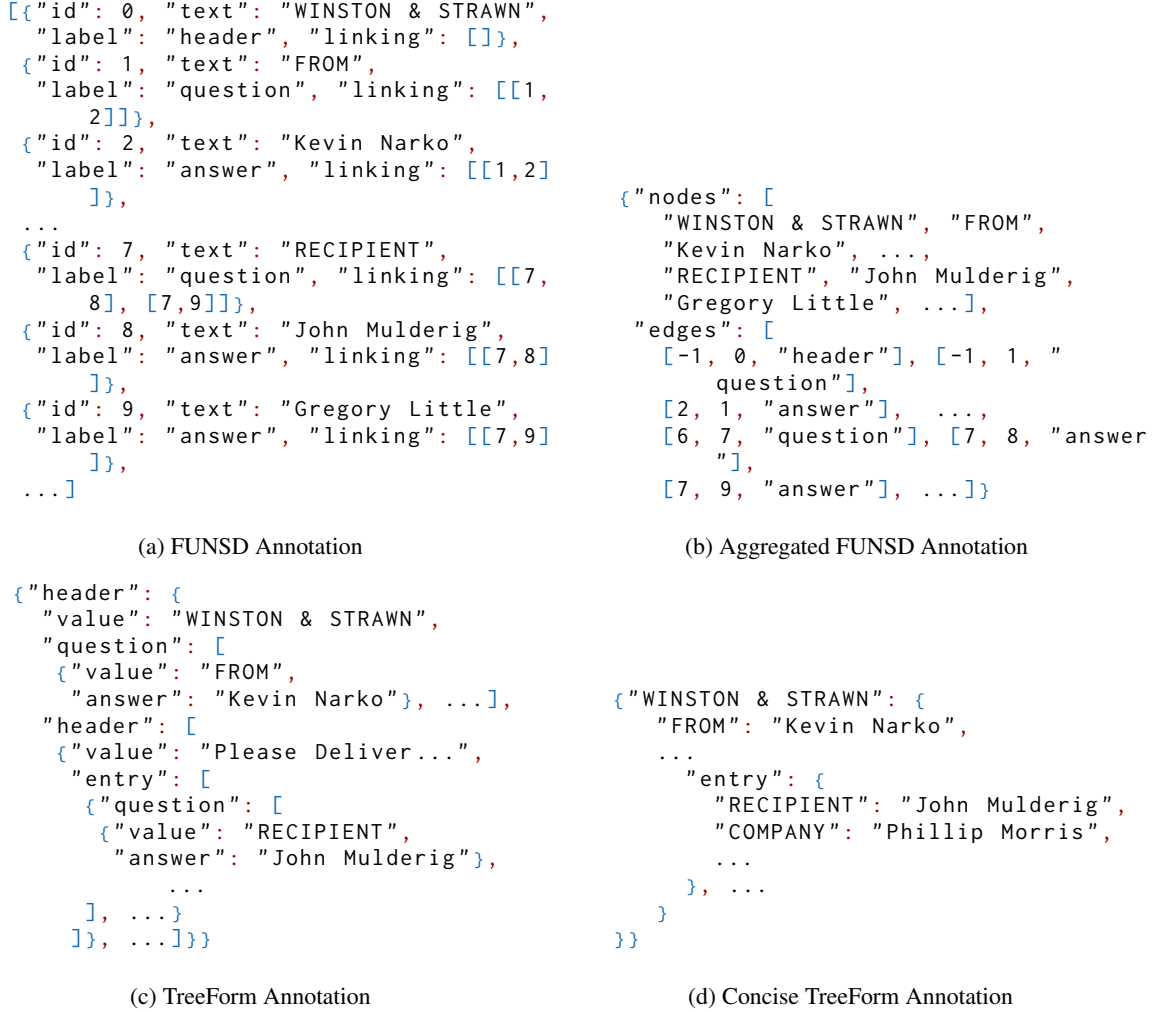 [{"id": 0, "text": "WINSTON & STRAWN",
"label": "header", "linking": []},
{"id": 1, "text": "FROM",
"label": "question", "linking": [[1,
2]]},
{"id": 2, "text": "Kevin Narko",
"label": "answer", "linking": [[1,2]
]},
...
{"id": 7, "text": "RECIPIENT",
"label": "question", "linking": [[7,
8], [7,9]]},
{"id": 8, "text": "John Mulderig",
"label": "answer", "linking": [[7,8]
]},
{"id": 9, "text": "Gregory Little",
"label": "answer", "linking": [[7,9]
]},
...]
(a) FUNSD Annotation
{"nodes": [
"WINSTON & STRAWN", "FROM",
"Kevin Narko", ...,
"RECIPIENT", "John Mulderig",
"Gregory Little", ...],
"edges": [
[-1, 0, "header"], [-1, 1, "
question"],
[2, 1, "answer"], ...,
[6, 7, "question"], [7, 8, "answer
"],
[7, 9, "answer"], ...]}
(b) Aggregated FUNSD Annotation
{"header": {
"value": "WINSTON & STRAWN",
"question": [
{"value": "FROM",
"answer": "Kevin Narko"}, ...],
"header": [
{"value": "Please Deliver...",
"entry": [
{"question": [
{"value": "RECIPIENT",
"answer": "John Mulderig"},
...
], ...}
]}, ...]}}
(c) TreeForm Annotation
{"WINSTON & STRAWN": {
"FROM": "Kevin Narko",
...
"entry": {
"RECIPIENT": "John Mulderig",
"COMPANY": "Phillip Morris",
...
}, ...
}
}}
(d) Concise TreeForm Annotation